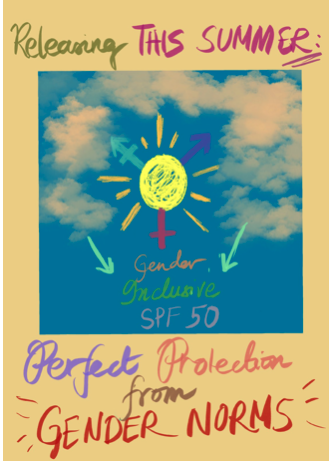 Releasing THIS SUMMER:
Gender
Inclusive
SPF 50
Perfect Protection
from
GENDER NORMS